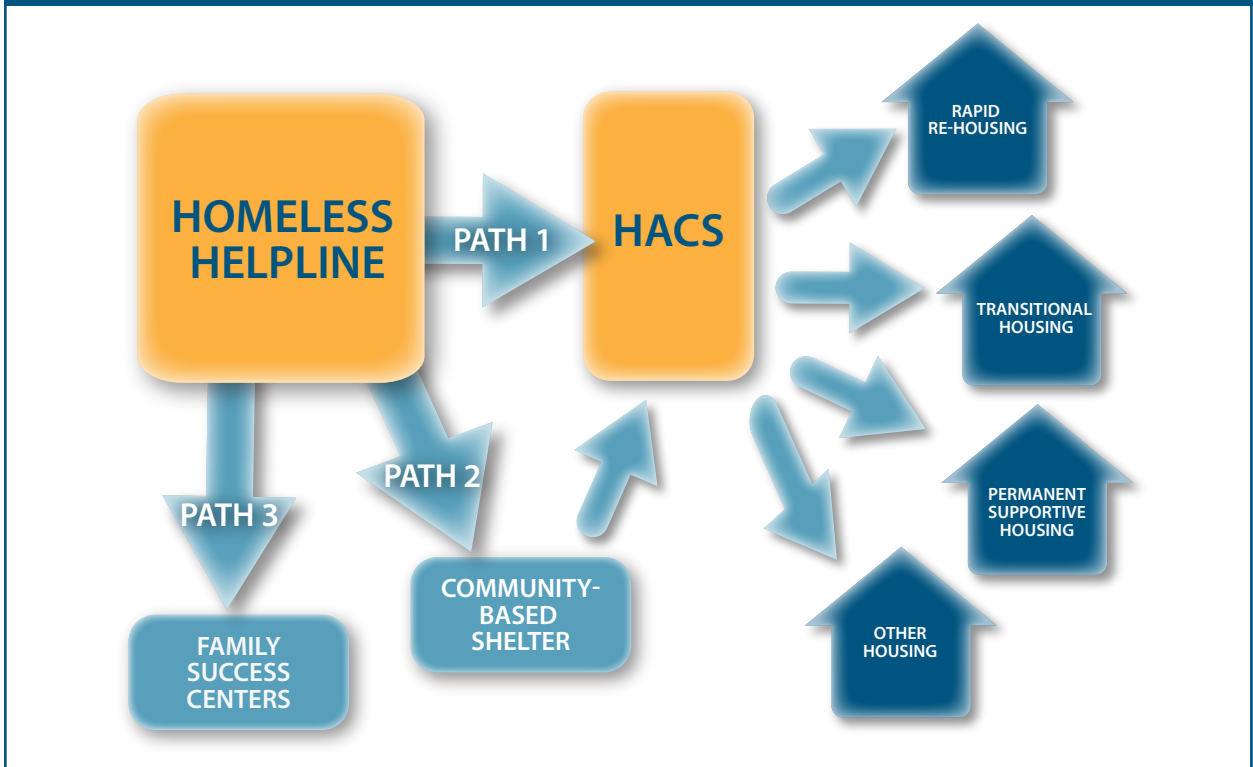 HOMELESS
HELPLINE
PATH 1
HACS
PATH 2
PATH 3
COMMUNITY-
BASED
SHELTER
FAMILY
SUCCESS
CENTERS
RAPID
RE-HOUSING
TRANSITIONAL
HOUSING
PERMANENT
SUPPORTIVE
HOUSING
OTHER
HOUSING